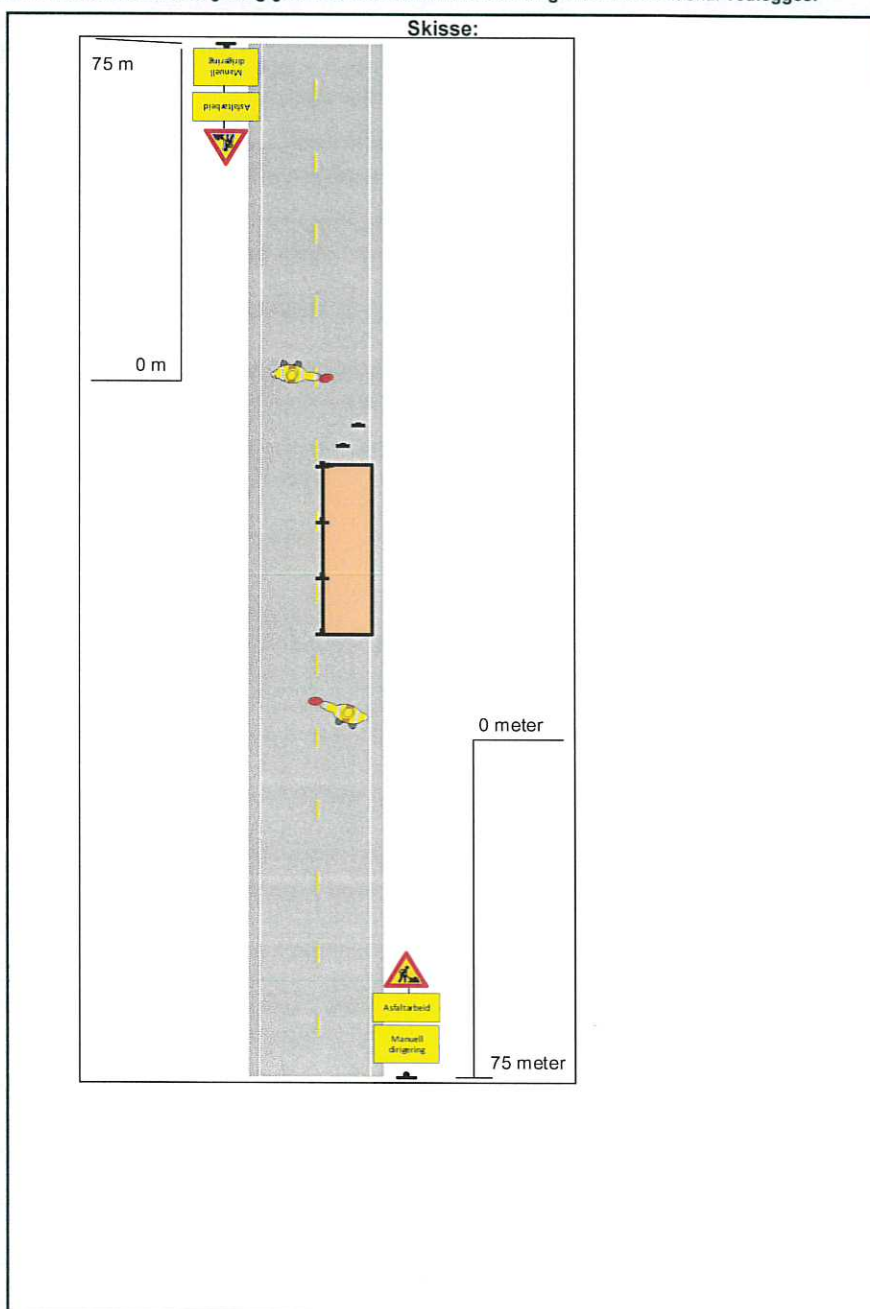 Skisse:
75 m
Manuell
dirigering
Asfaltarbeid
0 m
0 meter
Asfaltarbeid
Manuell
dirigering
75 meter